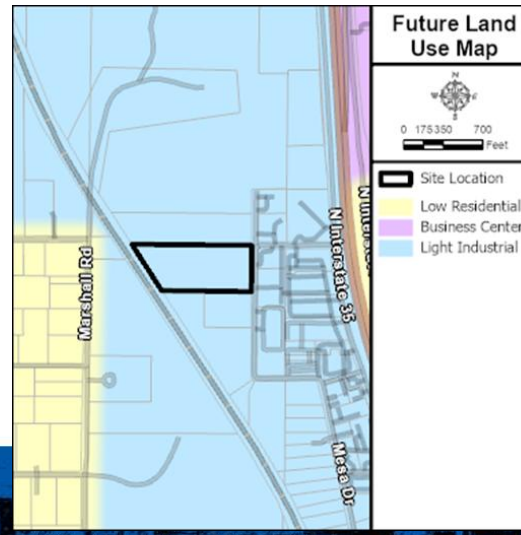 Future Land
Use Map
N
0 175 350 700
Feet
Site Location
Low Residential
Business Center
Light Industrial
Marshall Rd
N Interstate 35
Mesa Dr